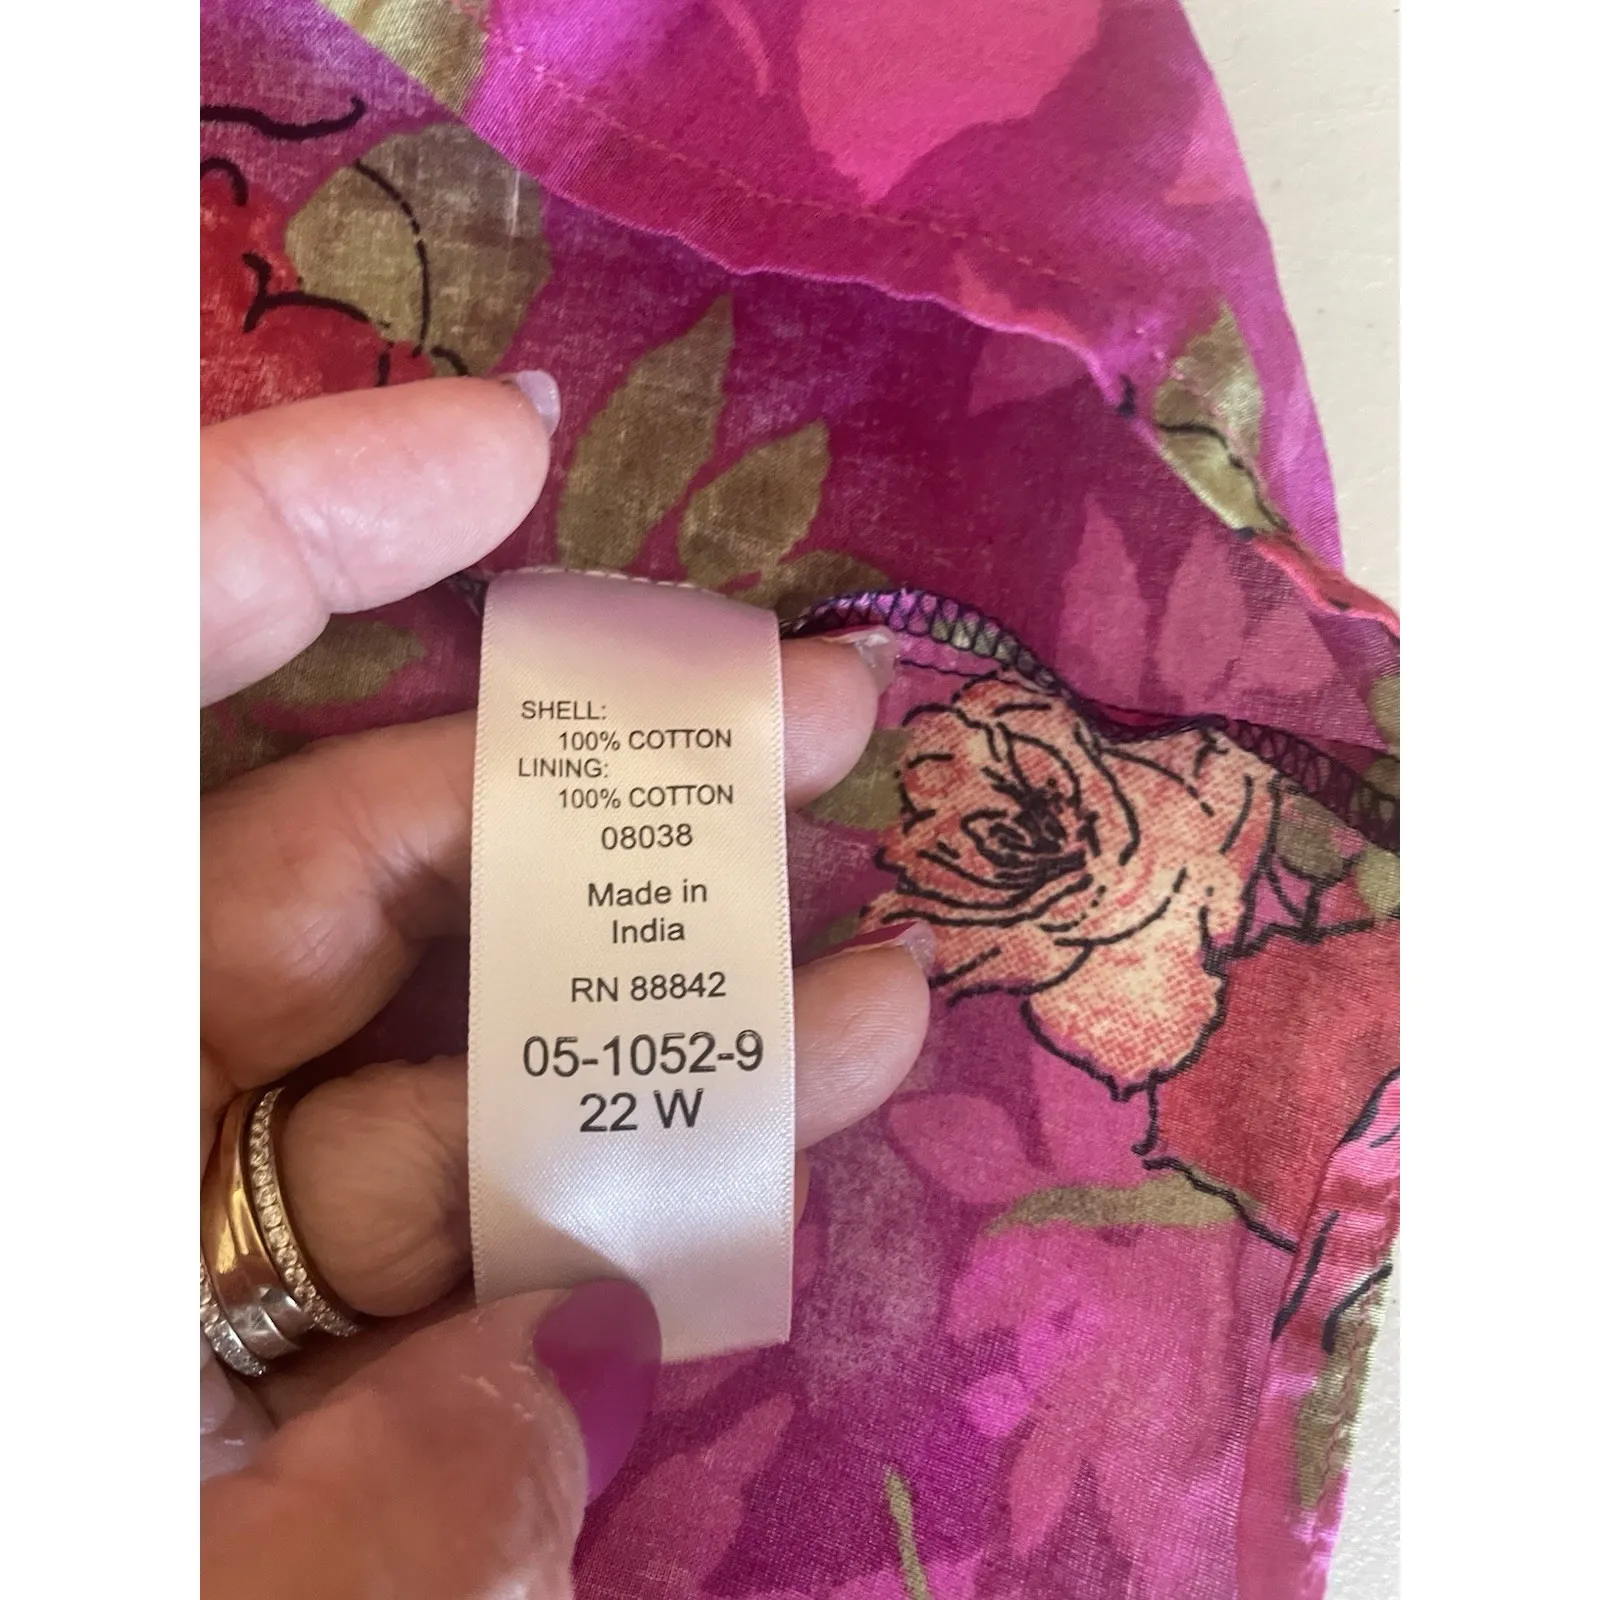 SHELL:
100% COTTON
LINING:
100% COTTON
08038
Made in
India
RN 88842
05-1052-9
22 W